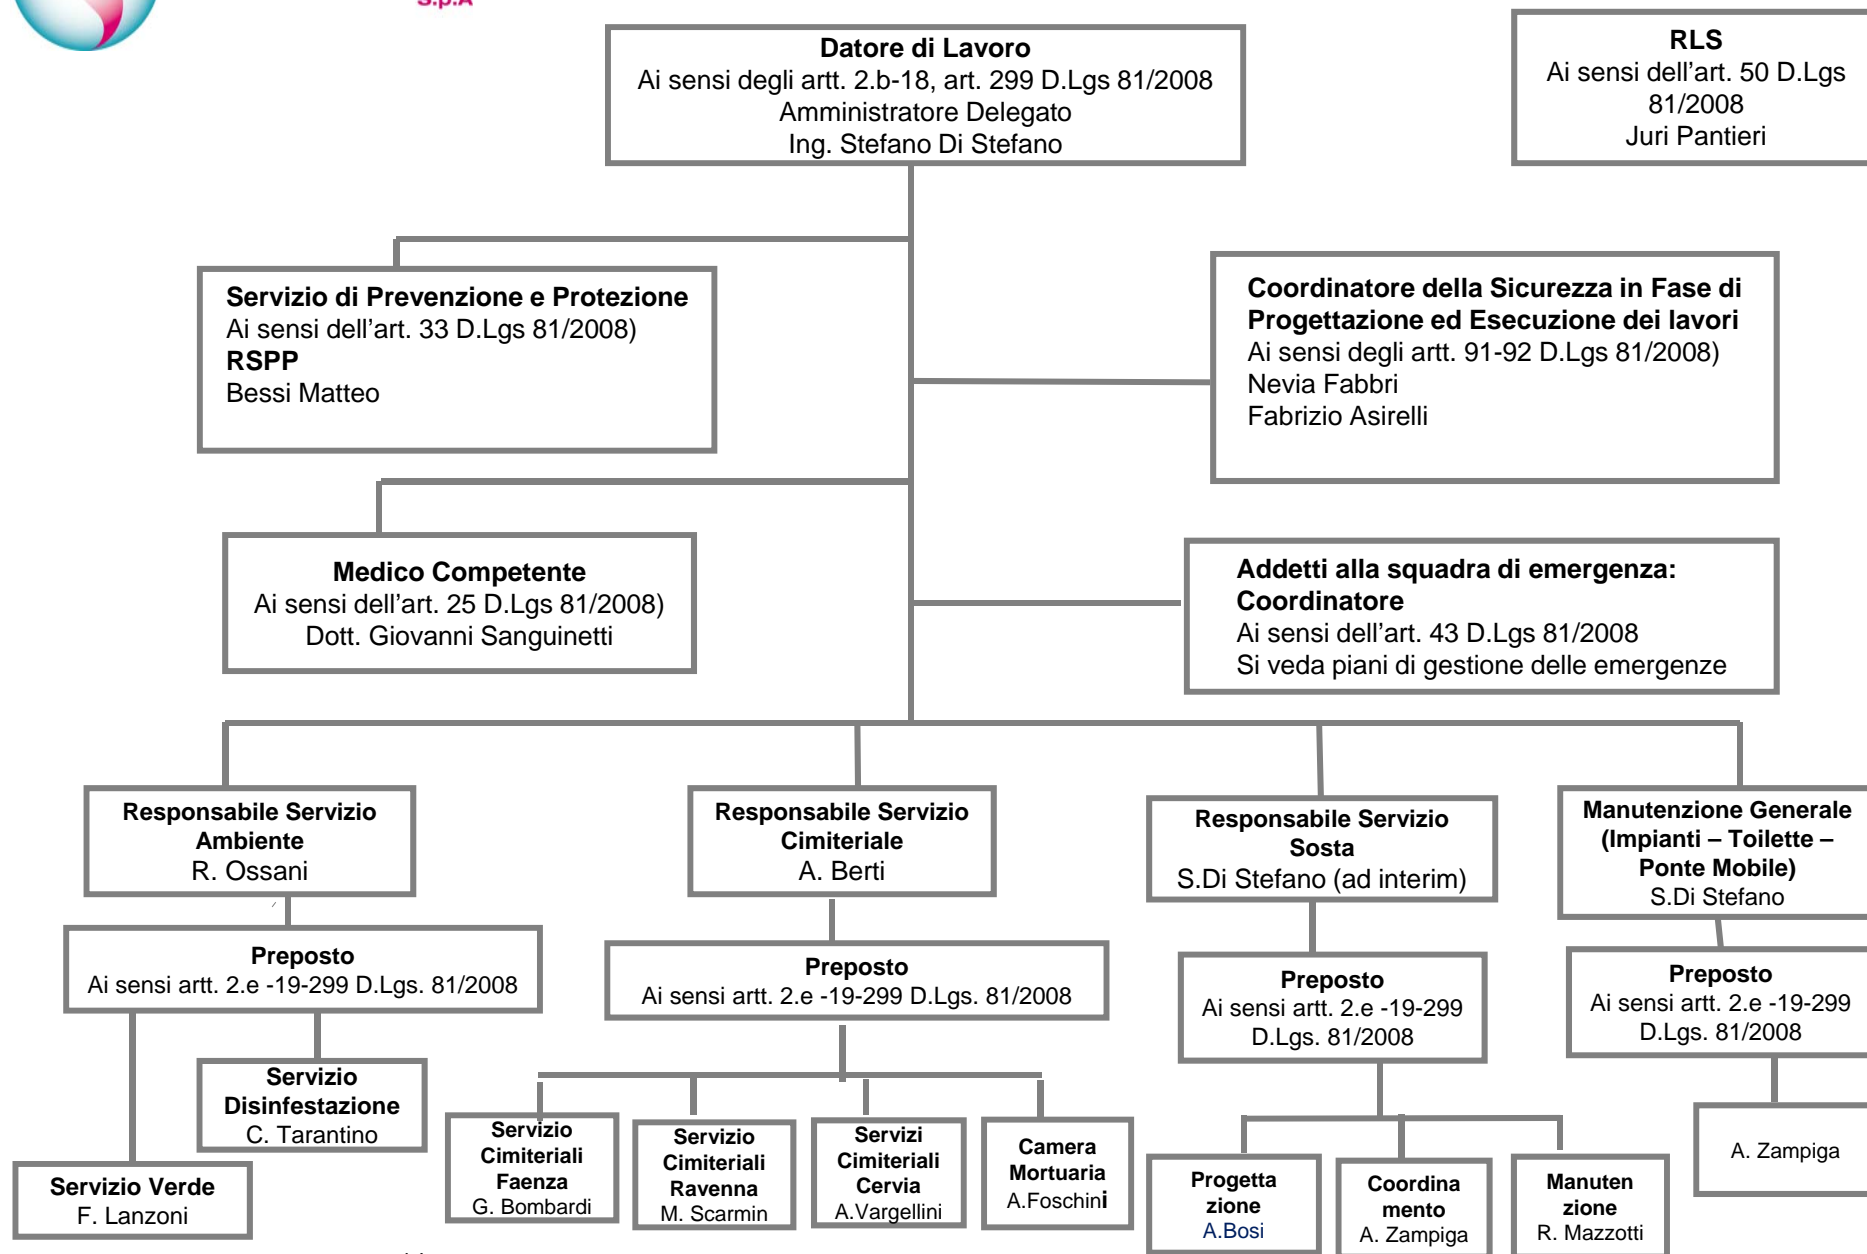 S.p.A
Datore di Lavoro
Ai sensi degli artt. 2.b-18, art. 299 D.Lgs 81/2008
Amministratore Delegato
Ing. Stefano Di Stefano
RLS
Ai sensi dell'art. 50 D.Lgs
81/2008
Juri Pantieri
Servizio di Prevenzione e Protezione
Ai sensi dell'art. 33 D.Lgs 81/2008)
RSPP
Bessi Matteo
Coordinatore della Sicurezza in Fase di
Progettazione ed Esecuzione dei lavori
Ai sensi degli artt. 91-92 D.Lgs 81/2008)
Nevia Fabbri
Fabrizio Asirelli
Medico Competente
Ai sensi dell'art. 25 D.Lgs 81/2008)
Dott. Giovanni Sanguinetti
Addetti alla squadra di emergenza:
Coordinatore
Ai sensi dell'art. 43 D.Lgs 81/2008
Si veda piani di gestione delle emergenze
Responsabile Servizio
Ambiente
R. Ossani
Responsabile Servizio
Cimiteriale
A. Berti
Responsabile Servizio
Sosta
S.Di Stefano (ad interim)
Manutenzione Generale
(Impianti – Toilette –
Ponte Mobile)
S.Di Stefano
Preposto
Ai sensi artt. 2.e -19-299 D.Lgs. 81/2008
Preposto
Ai sensi artt. 2.e -19-299 D.Lgs. 81/2008
Preposto
Ai sensi artt. 2.e -19-299
D.Lgs. 81/2008
Preposto
Ai sensi artt. 2.e -19-299
D.Lgs. 81/2008
Servizio Verde
F. Lanzoni
Servizio
Disinfestazione
C. Tarantino
Servizio
Cimiteriali
Faenza
G. Bombardi
Servizio
Cimiteriali
Ravenna
M. Scarmin
Servizi
Cimiteriali
Cervia
A.Vargellini
Camera
Mortuaria
A.Foschini
Progetta
zione
A.Bosi
Coordina
mento
A. Zampiga
Manuten
zione
R. Mazzotti
A. Zampiga